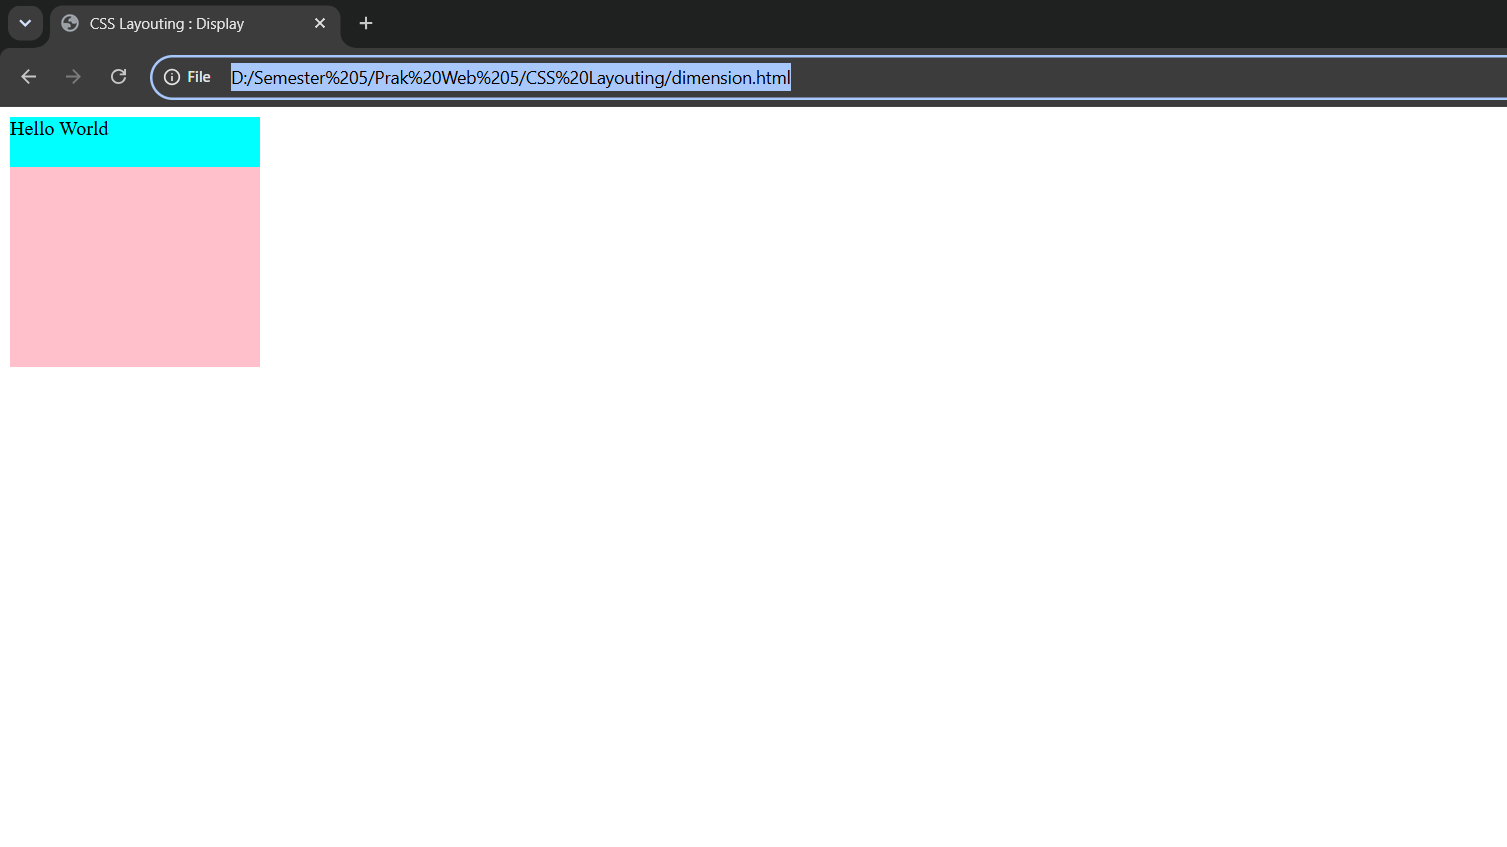 CSS Layouting : Display
File
D:/Semester%205/Prak%20Web%205/CSS%20Layouting/dimension.html
Hello World